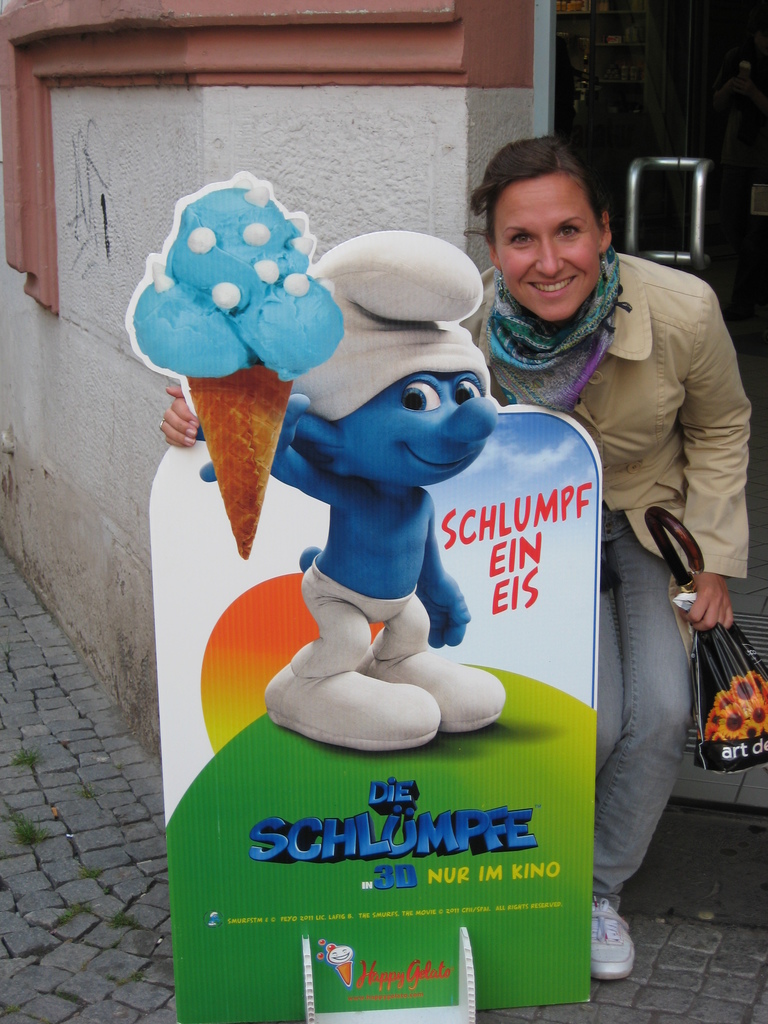 SCHLUMPF
EIN
EIS
art de
DIE
SCHLÜMPFE™
IN 3D NUR IM KINO
SMURFSTM & © PEYO 2011 LIC. LAFIG B. THE SMURFS, THE MOVIE © 2011 CPII/SPAI. ALL RIGHTS RESERVED.
Happy Gelato